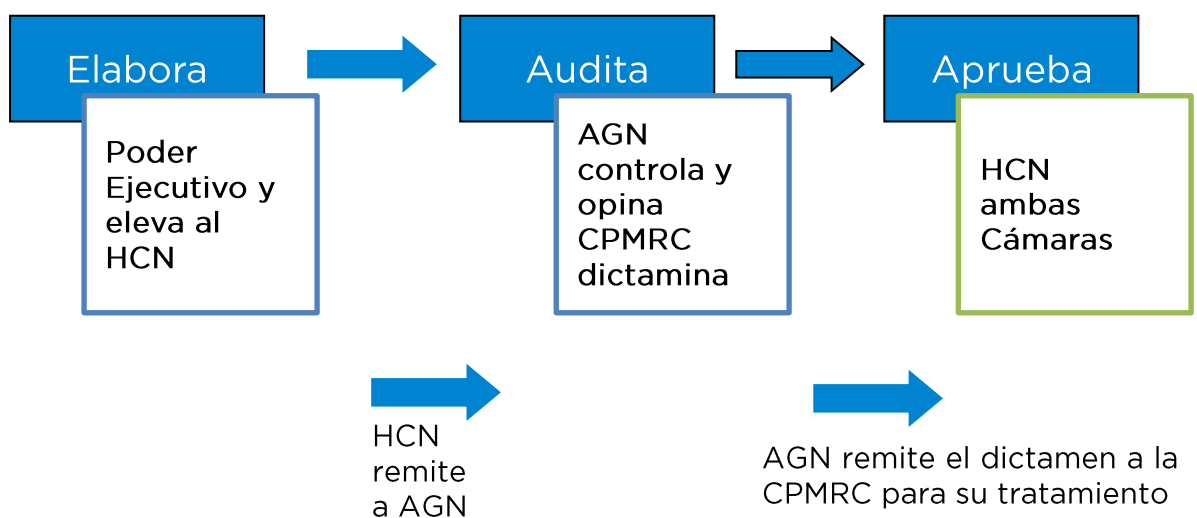 Elabora
Poder
Ejecutivo y
eleva al
HCN
Audita
AGN
controla y
opina
CPMRC
dictamina
Aprueba
HCN
ambas
Cámaras
HCN
remite
a AGN
AGN remite el dictamen a la
CPMRC para su tratamiento